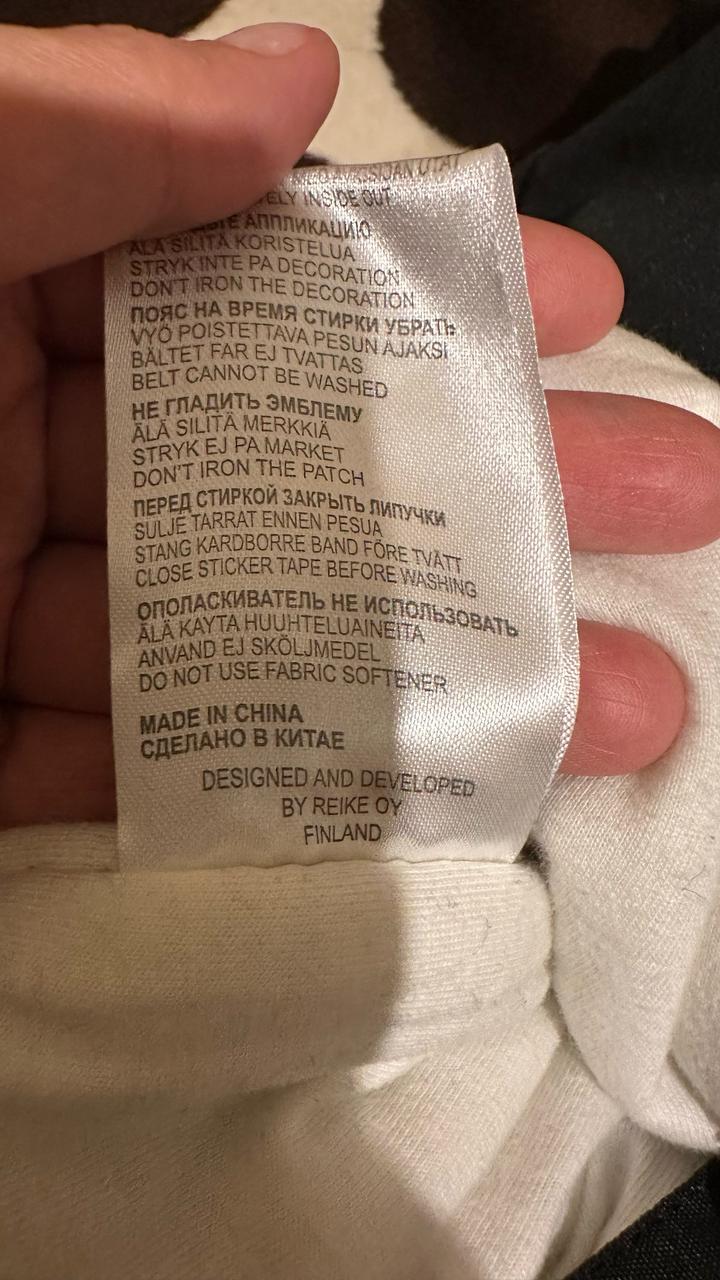 INSIDE OUT
АППЛИКАЦИЮ
ÄLÄ SILITÄ KORISTELUA
STRYK INTE PA DECORATION
DON'T IRON THE DECORATION
ПОЯС НА ВРЕМЯ СТИРКИ УБРАТЬ
VYÖ POISTETTAVA PESUN AJAKSI
BÄLTET FAR EJ TVATTAS
BELT CANNOT BE WASHED
НЕ ГЛАДИТЬ ЭМБЛЕМУ
ÄLÄ SILITÄ MERKKIÄ
STRYK EJ PA MARKET
DON'T IRON THE PATCH
ПЕРЕД СТИРКОЙ ЗАКРЫТЬ ЛИПУЧКИ
SULJE TARRAT ENNEN PESUA
STANG KARDBORRE BAND FÖRE TVÄTT
CLOSE STICKER TAPE BEFORE WASHING
ОПОЛАСКИВАТЕЛЬ НЕ ИСПОЛЬЗОВАТЬ
ÄLÄ KAYTA HUUHTELUAINEITA
ANVAND EJ SKÖLJMEDEL
DO NOT USE FABRIC SOFTENER
MADE IN CHINA
СДЕЛАНО В КИТАЕ
DESIGNED AND DEVELOPED
BY REIKE OY
FINLAND